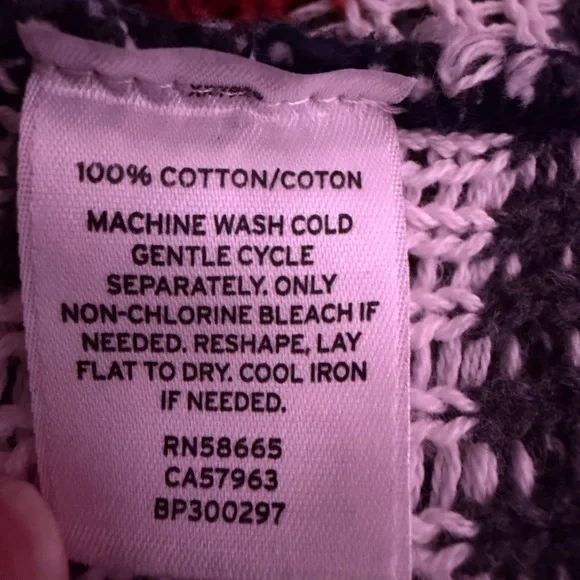 100% COTTON/COTON
MACHINE WASH COLD
GENTLE CYCLE
SEPARATELY. ONLY
NON-CHLORINE BLEACH IF
NEEDED. RESHAPE, LAY
FLAT TO DRY. COOL IRON
IF NEEDED.
RN58665
CA57963
BP300297